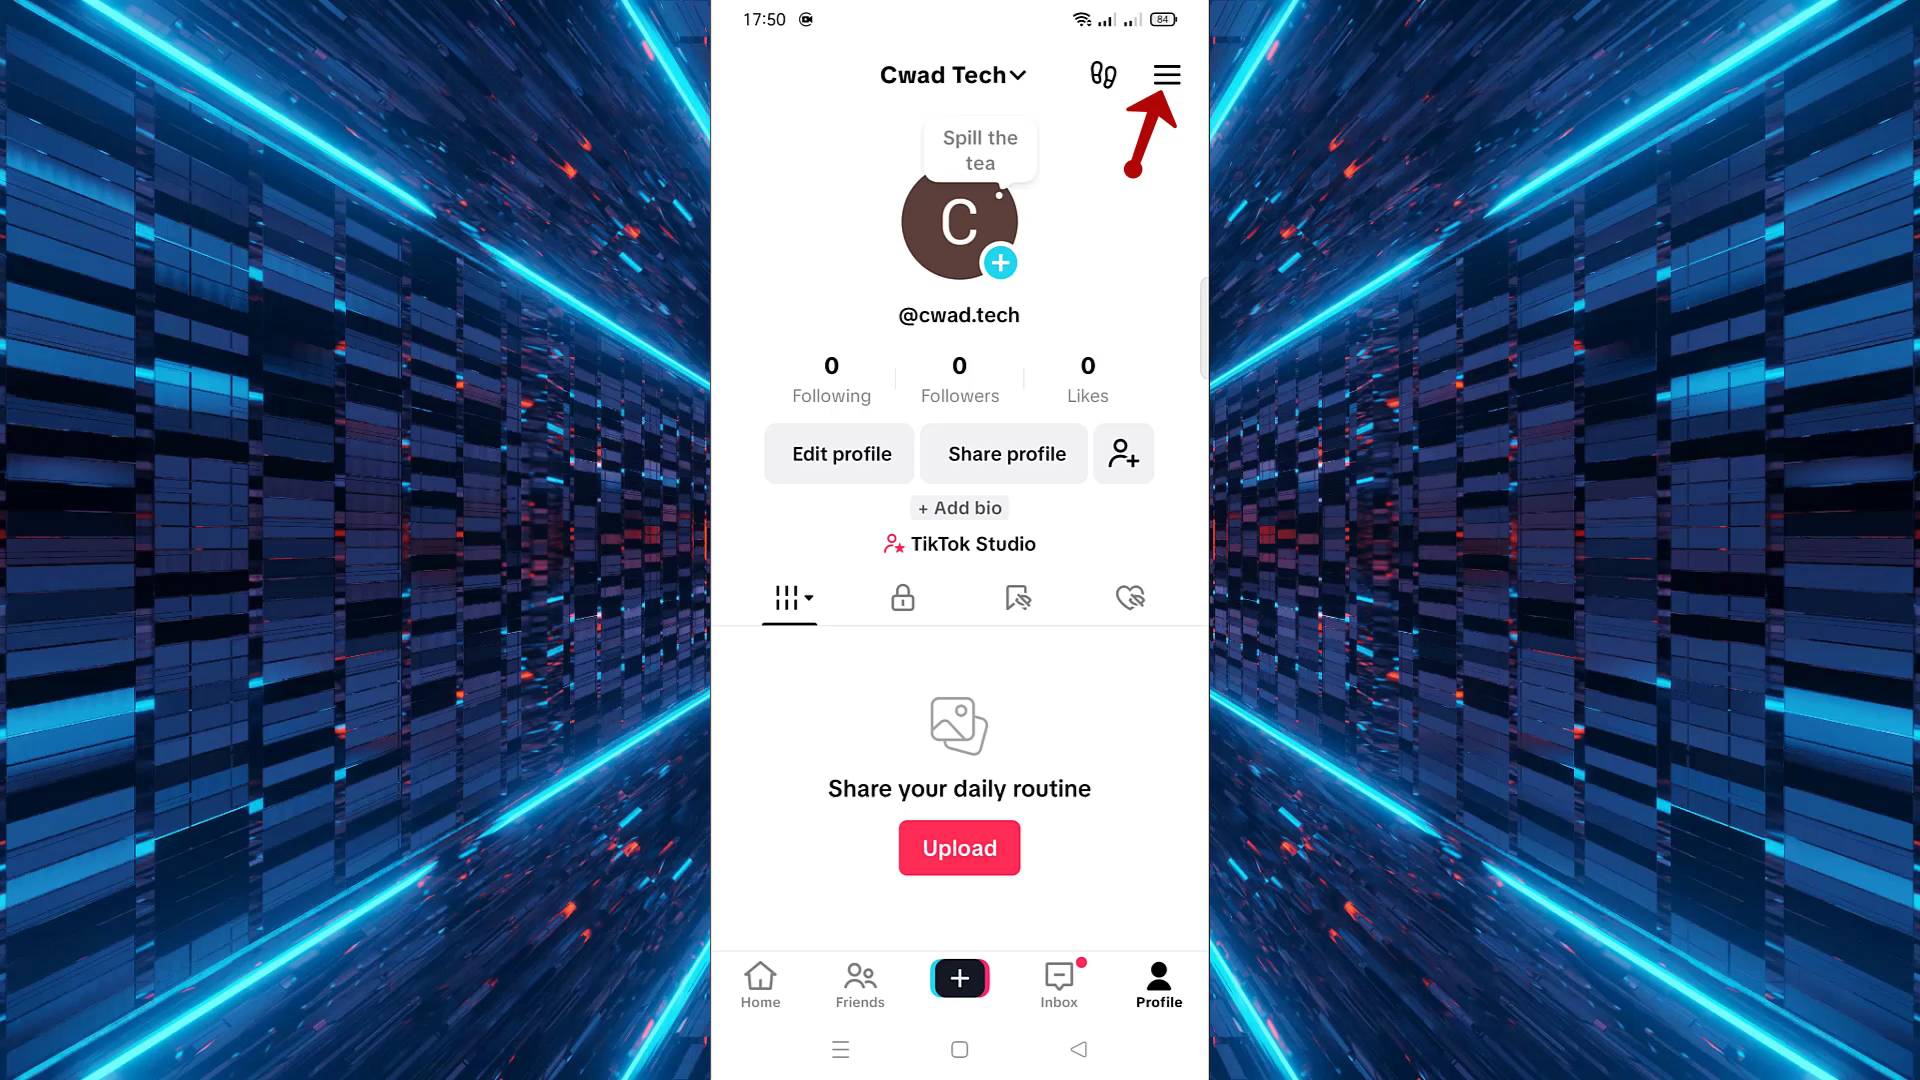 17:50
84
Cwad Tech
Spill the
tea
C
@cwad.tech
0 0 0
Following Followers Likes
Edit profile Share profile
+ Add bio
TikTok Studio
Share your daily routine
Upload
Home Friends Inbox Profile